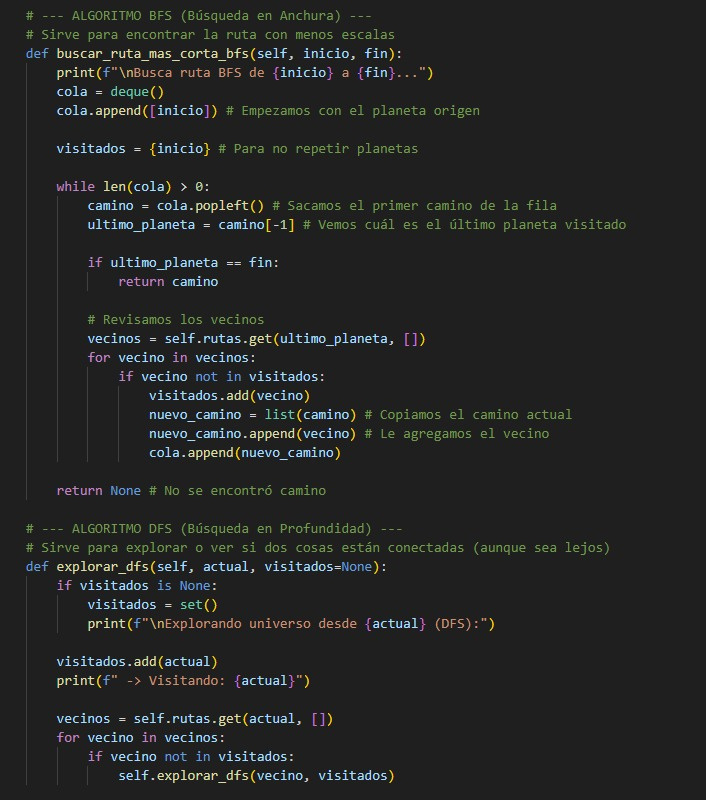 # --- ALGORITMO BFS (Búsqueda en Anchura) ---
# Sirve para encontrar la ruta con menos escalas
def buscar_ruta_mas_corta_bfs(self, inicio, fin):
    print(f"\nBusca ruta BFS de {inicio} a {fin}...")
    cola = deque()
    cola.append([inicio]) # Empezamos con el planeta origen

    visitados = {inicio} # Para no repetir planetas

    while len(cola) > 0:
        camino = cola.popleft() # Sacamos el primer camino de la fila
        ultimo_planeta = camino[-1] # Vemos cuál es el último planeta visitado

        if ultimo_planeta == fin:
            return camino

        # Revisamos los vecinos
        vecinos = self.rutas.get(ultimo_planeta, [])
        for vecino in vecinos:
            if vecino not in visitados:
                visitados.add(vecino)
                nuevo_camino = list(camino) # Copiamos el camino actual
                nuevo_camino.append(vecino) # Le agregamos el vecino
                cola.append(nuevo_camino)

    return None # No se encontró camino

# --- ALGORITMO DFS (Búsqueda en Profundidad) ---
# Sirve para explorar o ver si dos cosas están conectadas (aunque sea lejos)
def explorar_dfs(self, actual, visitados=None):
    if visitados is None:
        visitados = set()
        print(f"\nExplorando universo desde {actual} (DFS):")

    visitados.add(actual)
    print(f" -> Visitando: {actual}")

    vecinos = self.rutas.get(actual, [])
    for vecino in vecinos:
        if vecino not in visitados:
            self.explorar_dfs(vecino, visitados)